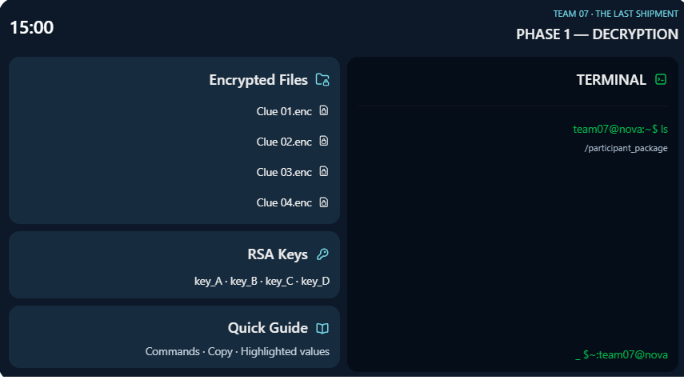 15:00
TEAM 07 · THE LAST SHIPMENT
PHASE 1 — DECRYPTION
Encrypted Files
Clue 01.enc
Clue 02.enc
Clue 03.enc
Clue 04.enc
RSA Keys
key_A · key_B · key_C · key_D
Quick Guide
Commands · Copy · Highlighted values
TERMINAL
team07@nova:~$ ls
/participant_package
_ $~:team07@nova